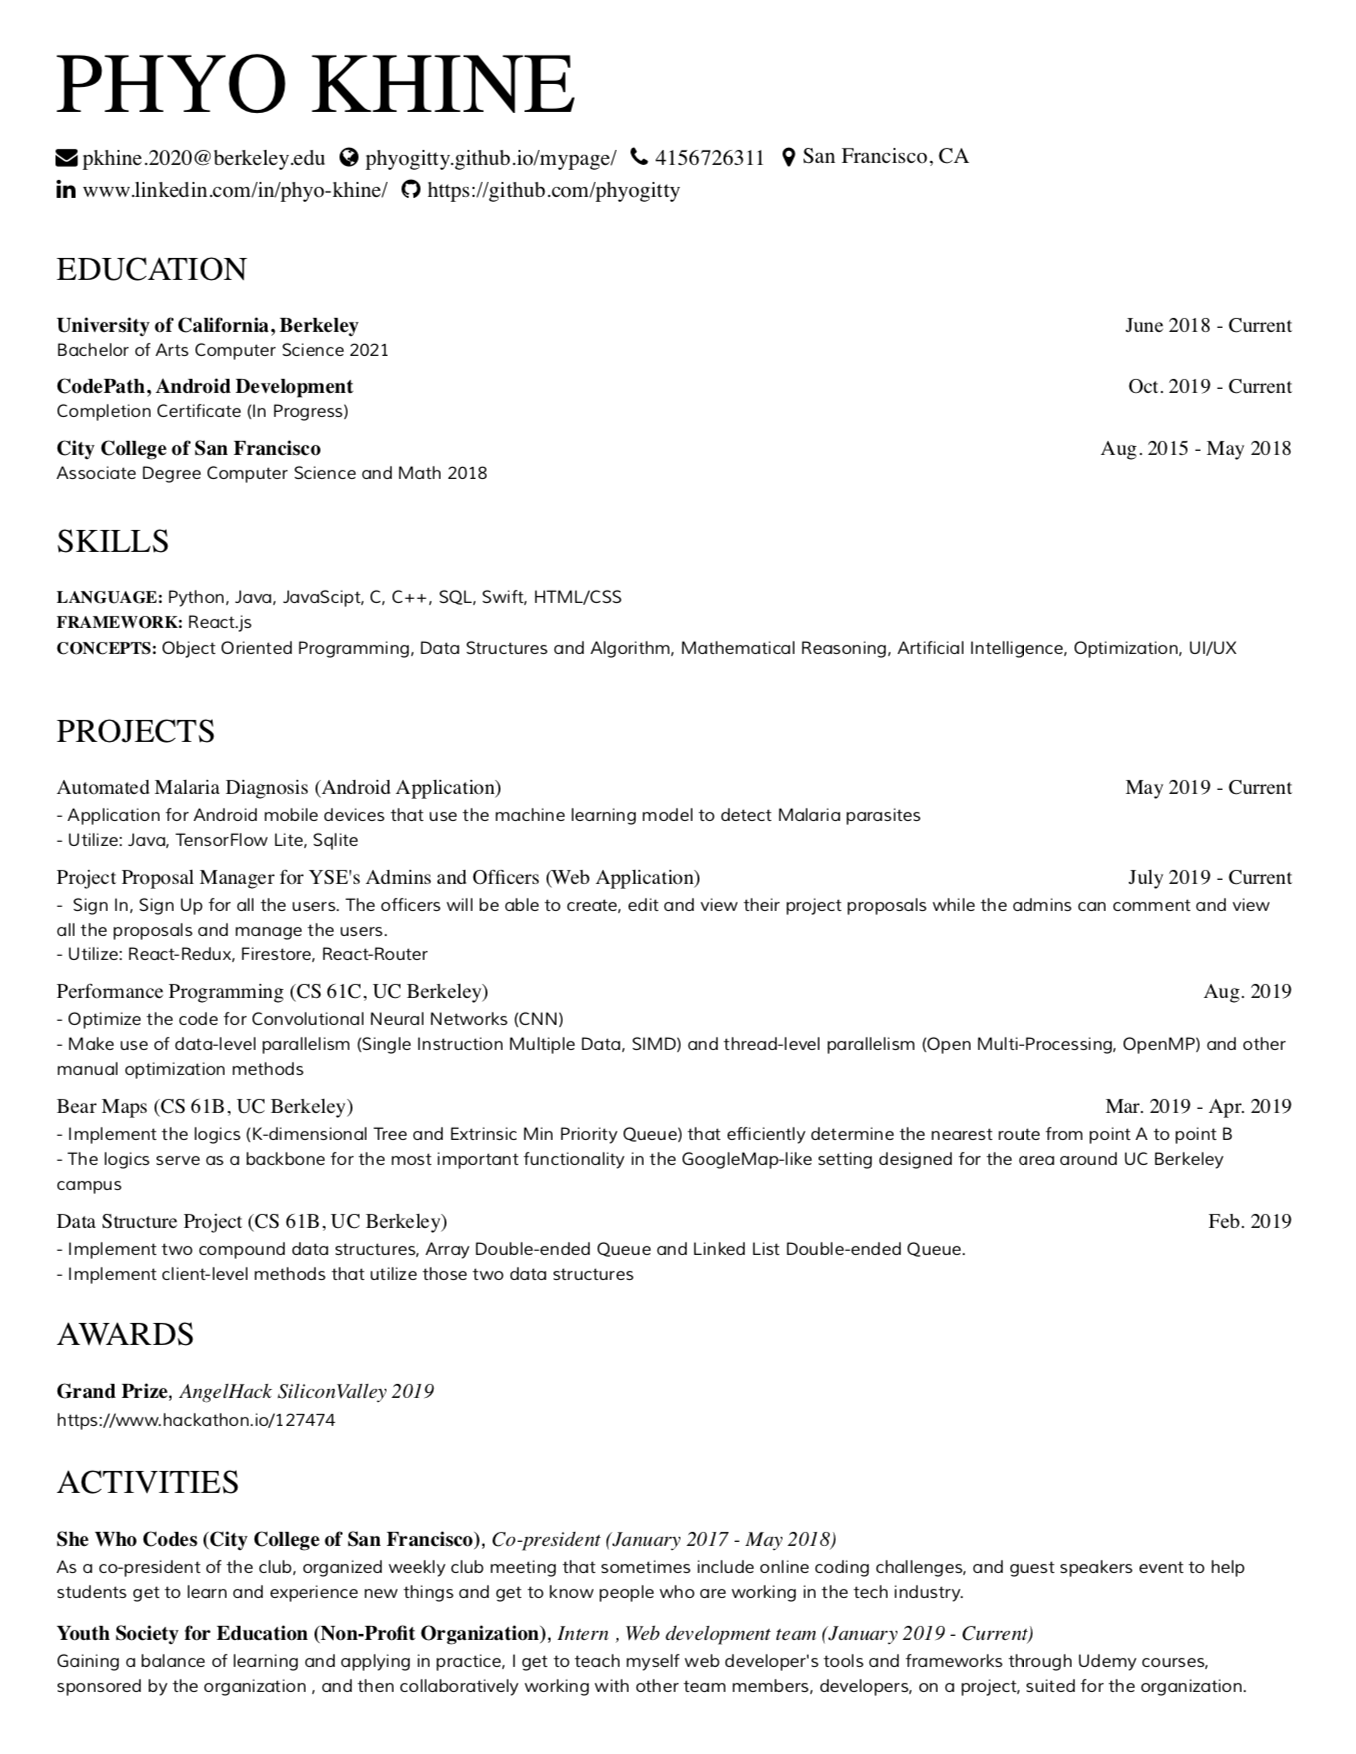 PHYO KHINE
pkhine.2020@berkeley.edu phyogitty.github.io/mypage/ 4156726311 San Francisco, CA
www.linkedin.com/in/phyo-khine/ https://github.com/phyogitty
EDUCATION
University of California, Berkeley June 2018 - Current
Bachelor of Arts Computer Science 2021
CodePath, Android Development Oct. 2019 - Current
Completion Certificate (In Progress)
City College of San Francisco Aug. 2015 - May 2018
Associate Degree Computer Science and Math 2018
SKILLS
LANGUAGE: Python, Java, JavaScipt, C, C++, SQL, Swift, HTML/CSS
FRAMEWORK: React.js
CONCEPTS: Object Oriented Programming, Data Structures and Algorithm, Mathematical Reasoning, Artificial Intelligence, Optimization, UI/UX
PROJECTS
Automated Malaria Diagnosis (Android Application) May 2019 - Current
- Application for Android mobile devices that use the machine learning model to detect Malaria parasites
- Utilize: Java, TensorFlow Lite, Sqlite
Project Proposal Manager for YSE's Admins and Officers (Web Application) July 2019 - Current
- Sign In, Sign Up for all the users. The officers will be able to create, edit and view their project proposals while the admins can comment and view
all the proposals and manage the users.
- Utilize: React-Redux, Firestore, React-Router
Performance Programming (CS 61C, UC Berkeley) Aug. 2019
- Optimize the code for Convolutional Neural Networks (CNN)
- Make use of data-level parallelism (Single Instruction Multiple Data, SIMD) and thread-level parallelism (Open Multi-Processing, OpenMP) and other
manual optimization methods
Bear Maps (CS 61B, UC Berkeley) Mar. 2019 - Apr. 2019
- Implement the logics (K-dimensional Tree and Extrinsic Min Priority Queue) that efficiently determine the nearest route from point A to point B
- The logics serve as a backbone for the most important functionality in the GoogleMap-like setting designed for the area around UC Berkeley
campus
Data Structure Project (CS 61B, UC Berkeley) Feb. 2019
- Implement two compound data structures, Array Double-ended Queue and Linked List Double-ended Queue.
- Implement client-level methods that utilize those two data structures
AWARDS
Grand Prize, AngelHack SiliconValley 2019
https://www.hackathon.io/127474
ACTIVITIES
She Who Codes (City College of San Francisco), Co-president (January 2017 - May 2018)
As a co-president of the club, organized weekly club meeting that sometimes include online coding challenges, and guest speakers event to help
students get to learn and experience new things and get to know people who are working in the tech industry.
Youth Society for Education (Non-Profit Organization), Intern , Web development team (January 2019 - Current)
Gaining a balance of learning and applying in practice, I get to teach myself web developer's tools and frameworks through Udemy courses,
sponsored by the organization , and then collaboratively working with other team members, developers, on a project, suited for the organization.